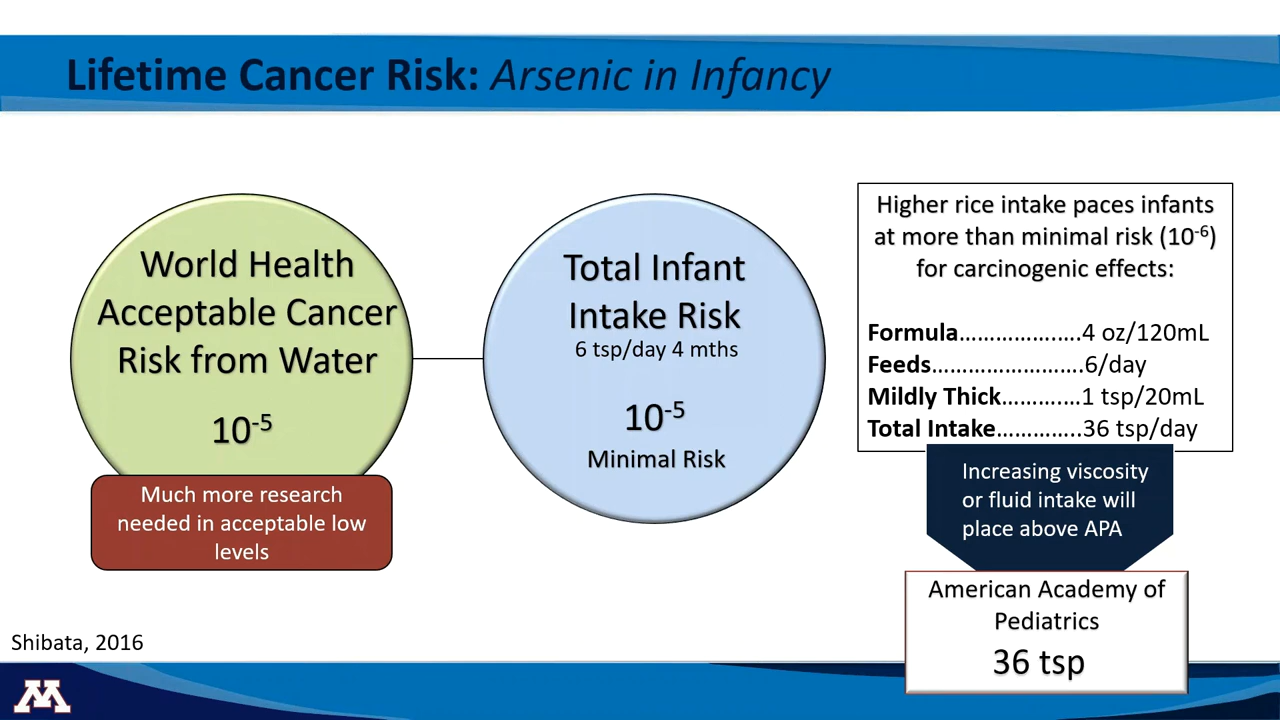 Lifetime Cancer Risk: Arsenic in Infancy
World Health
Acceptable Cancer
Risk from Water
10⁻⁵
Much more research
needed in acceptable low
levels
Total Infant
Intake Risk
6 tsp/day 4 mths
10⁻⁵
Minimal Risk
Higher rice intake paces infants
at more than minimal risk (10⁻⁶)
for carcinogenic effects:
Formula......................4 oz/120mL
Feeds.........................6/day
Mildly Thick.............1 tsp/20mL
Total Intake..............36 tsp/day
Increasing viscosity
or fluid intake will
place above APA
American Academy of
Pediatrics
36 tsp
Shibata, 2016
M